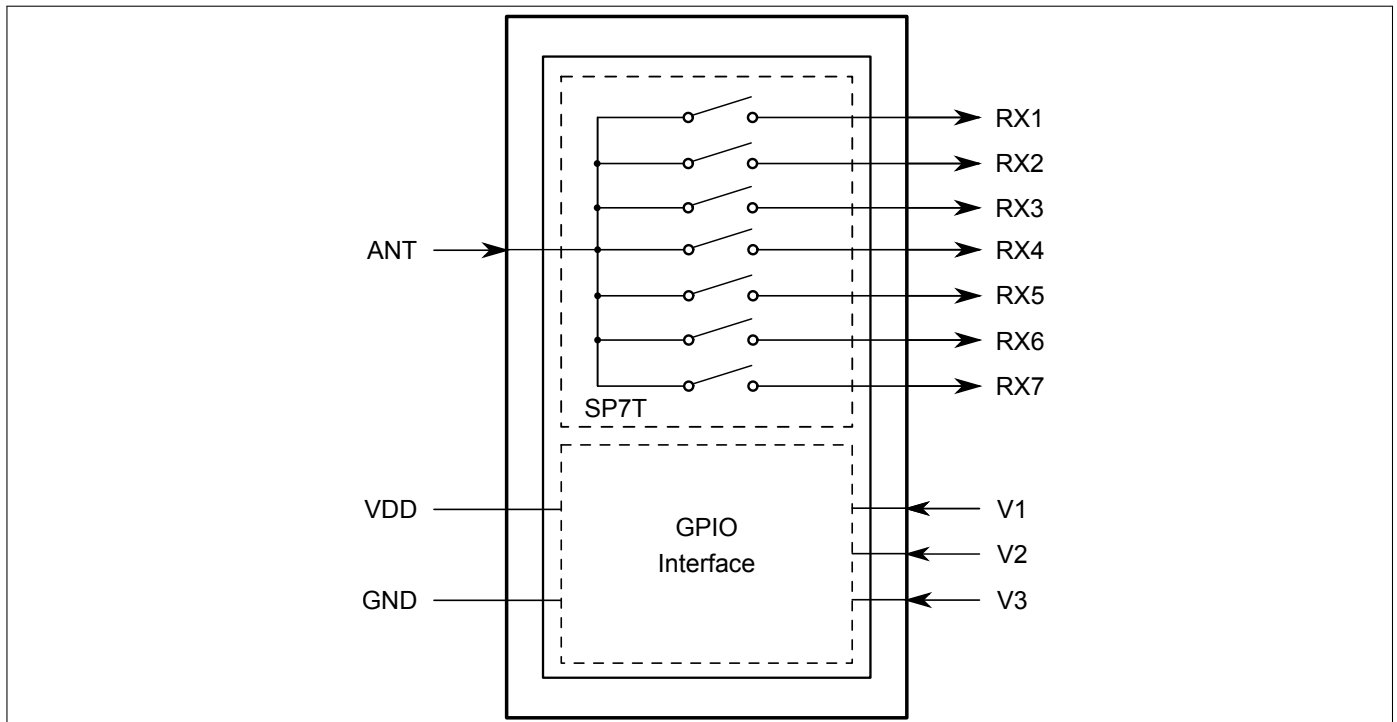 RX1
RX2
RX3
ANT
RX4
RX5
RX6
RX7
SP7T
VDD
V1
GPIO
Interface
V2
GND
V3